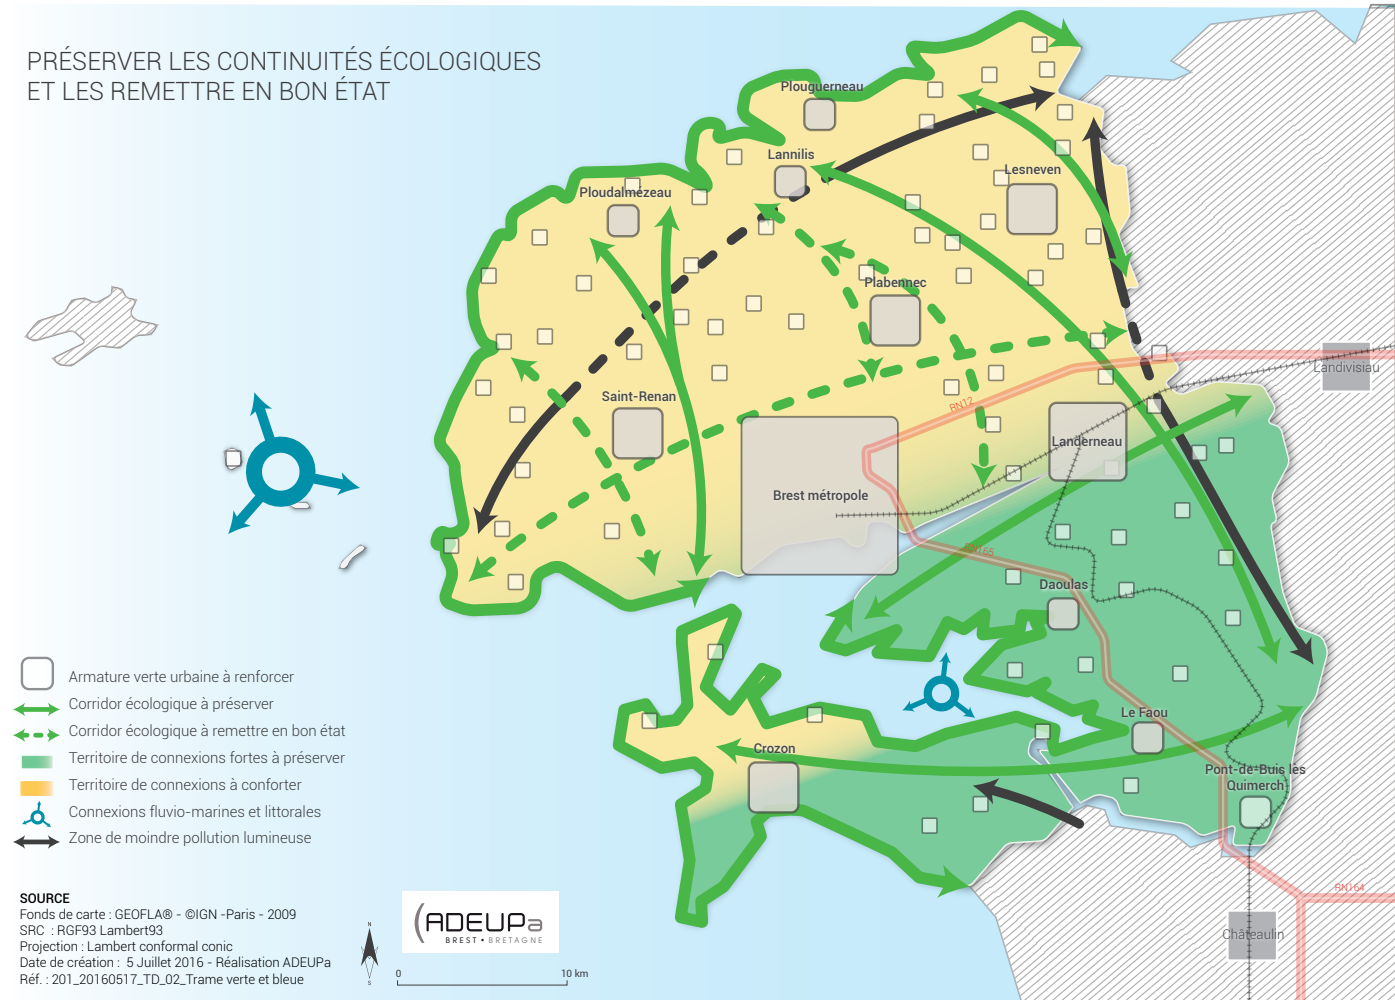 PRÉSERVER LES CONTINUITÉS ÉCOLOGIQUES
ET LES REMETTRE EN BON ÉTAT
Plouguerneau
Lannilis
Lesneven
Ploudalmézeau
Plabennec
Landivisiau
Saint-Renan
RN12
Landerneau
Brest métropole
RN165
Daoulas
Le Faou
Crozon
Pont-de-Buis lès
Quimerch
RN164
Châteaulin
Armature verte urbaine à renforcer
Corridor écologique à préserver
Corridor écologique à remettre en bon état
Territoire de connexions fortes à préserver
Territoire de connexions à conforter
Connexions fluvio-marines et littorales
Zone de moindre pollution lumineuse
SOURCE
Fonds de carte : GEOFLA® - ©IGN -Paris - 2009
SRC : RGF93 Lambert93
Projection : Lambert conformal conic
Date de création : 5 Juillet 2016 - Réalisation ADEUPa
Réf. : 201_20160517_TD_02_Trame verte et bleue
N
S
ADEUPa
BREST • BRETAGNE
0 10 km